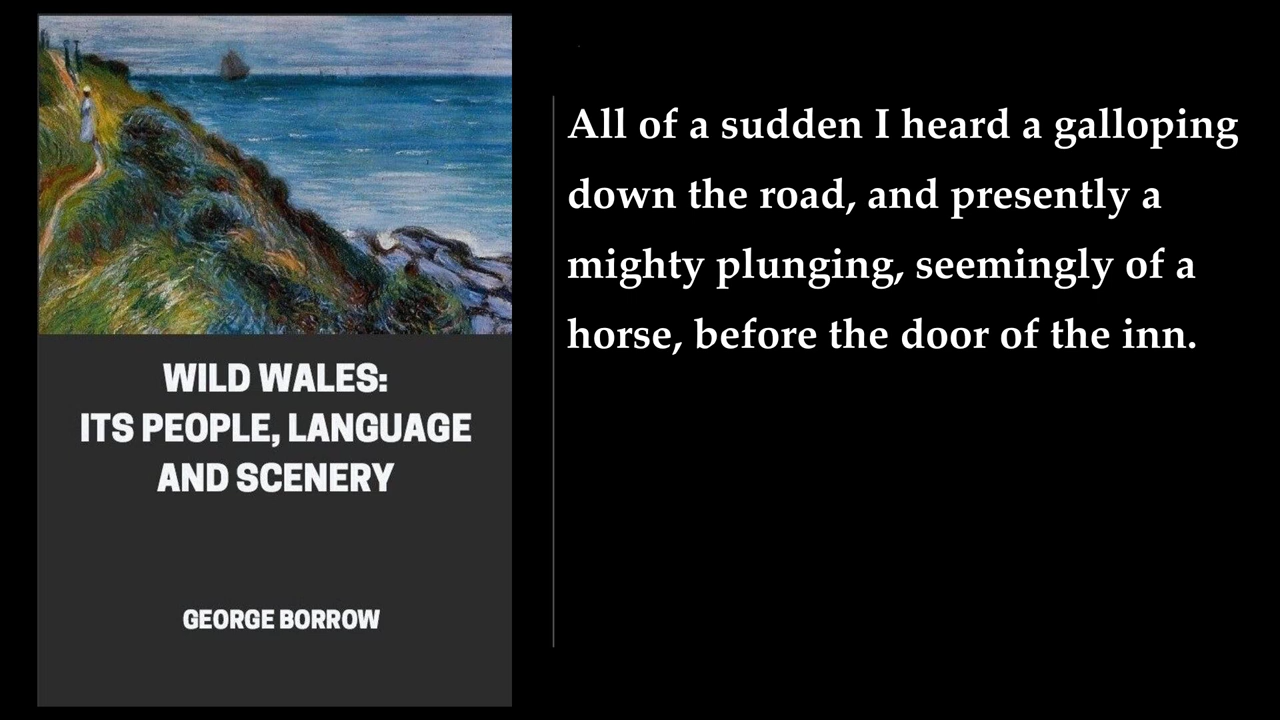 WILD WALES:
ITS PEOPLE, LANGUAGE
AND SCENERY
GEORGE BORROW
All of a sudden I heard a galloping
down the road, and presently a
mighty plunging, seemingly of a
horse, before the door of the inn.